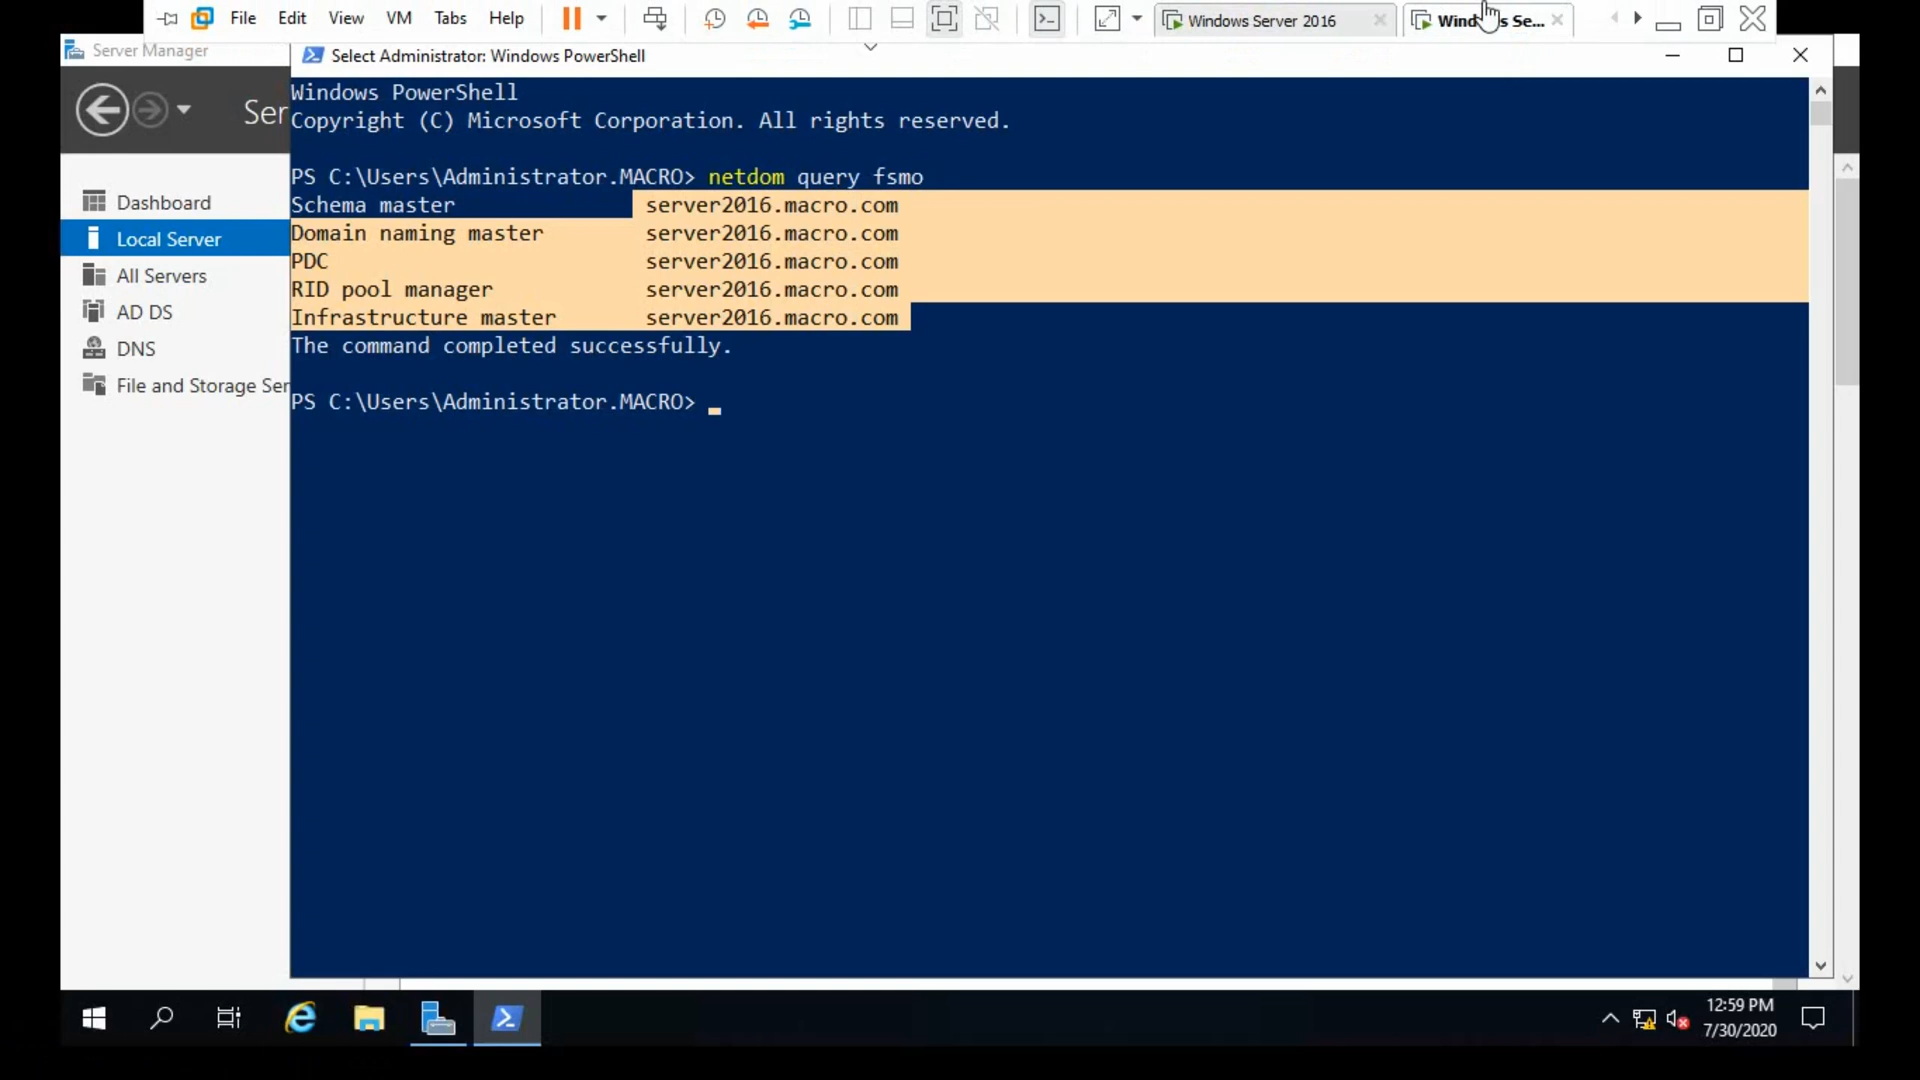 File Edit View VM Tabs Help
Windows Server 2016
Wind s Se...
Server Manager
Select Administrator: Windows PowerShell
Ser
Dashboard
Local Server
All Servers
AD DS
DNS
File and Storage Ser
Windows PowerShell
Copyright (C) Microsoft Corporation. All rights reserved.
PS C:\Users\Administrator.MACRO> netdom query fsmo
Schema master server2016.macro.com
Domain naming master server2016.macro.com
PDC server2016.macro.com
RID pool manager server2016.macro.com
Infrastructure master server2016.macro.com
The command completed successfully.
PS C:\Users\Administrator.MACRO>
12:59 PM
7/30/2020